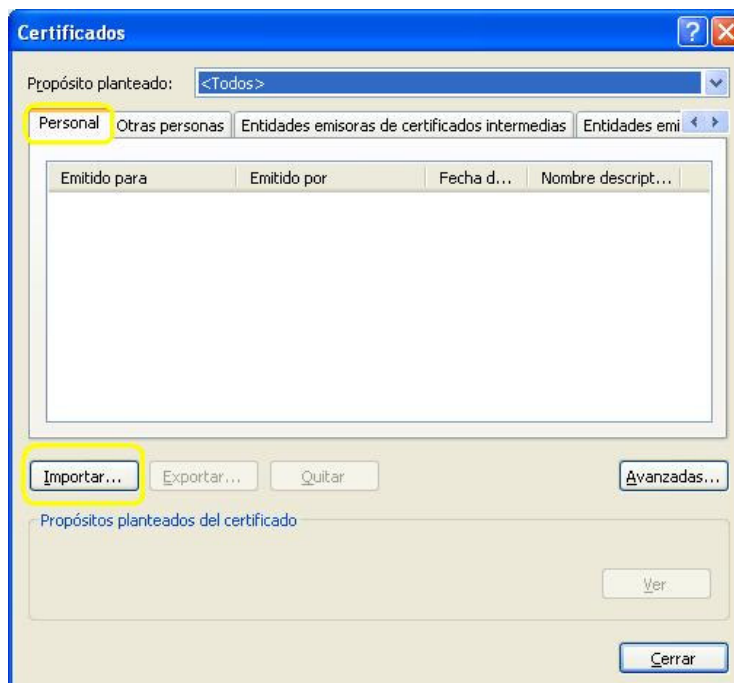 Certificados
Propósito planteado: <Todos>
Personal Otras personas Entidades emisoras de certificados intermedias Entidades emi
Emitido para Emitido por Fecha d... Nombre descript...
Importar... Exportar... Quitar Avanzadas...
Propósitos planteados del certificado
Ver
Cerrar